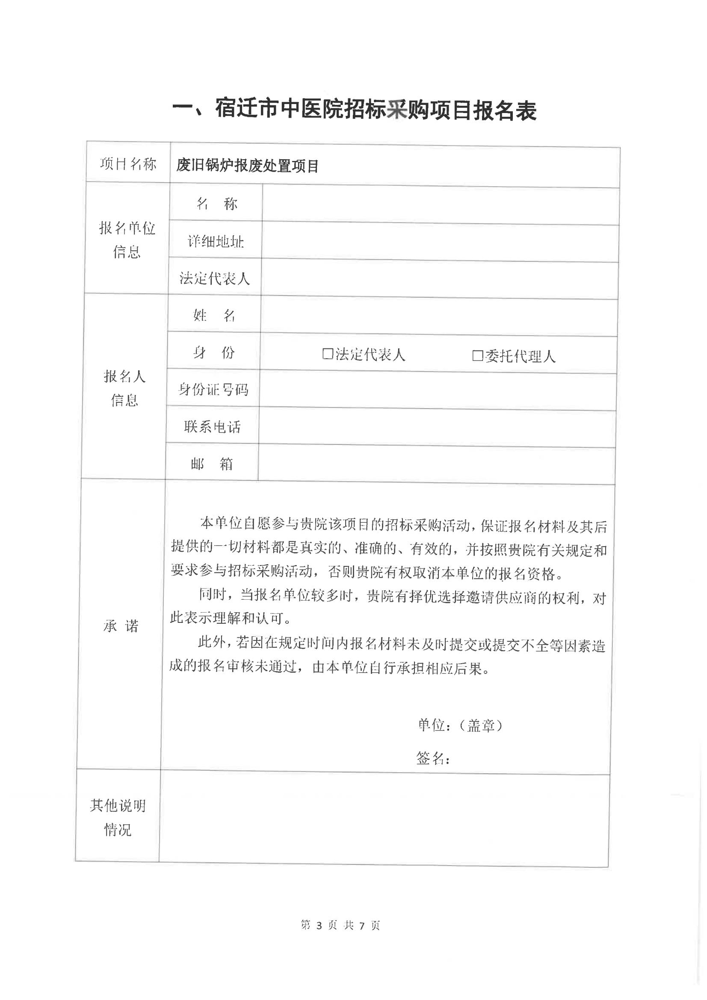 一、宿迁市中医院招标采购项目报名表
项目名称 废旧锅炉报废处置项目
报名单位
信息
名 称
详细地址
法定代表人
报名人
信息
姓 名
身 份 □法定代表人 □委托代理人
身份证号码
联系电话
邮 箱
承 诺
本单位自愿参与贵院该项目的招标采购活动，保证报名材料及其后
提供的一切材料都是真实的、准确的、有效的，并按照贵院有关规定和
要求参与招标采购活动，否则贵院有权取消本单位的报名资格。
同时，当报名单位较多时，贵院有择优选择邀请供应商的权利，对
此表示理解和认可。
此外，若因在规定时间内报名材料未及时提交或提交不全等因素造
成的报名审核未通过，由本单位自行承担相应后果。
单位：（盖章）
签名：
其他说明
情况
第 3 页 共 7 页